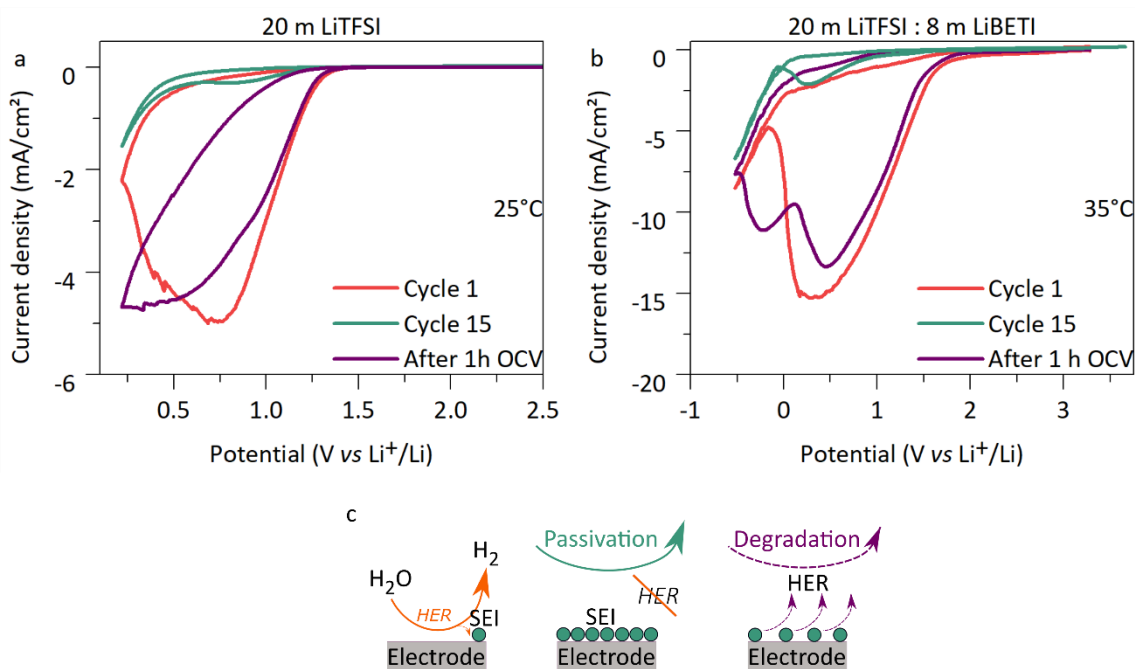 20 m LiTFSI
a
0
-2
-4
-6
Current density (mA/cm²)
25°C
Cycle 1
Cycle 15
After 1h OCV
0.5 1.0 1.5 2.0 2.5
Potential (V vs Li⁺/Li)
20 m LiTFSI : 8 m LiBETI
b
0
-5
-10
-15
-20
Current density (mA/cm²)
35°C
Cycle 1
Cycle 15
After 1 h OCV
-1 0 1 2 3
Potential (V vs Li⁺/Li)
c
H₂O
H₂
HER
SEI
Electrode
Passivation
HER
SEI
Electrode
Degradation
HER
Electrode